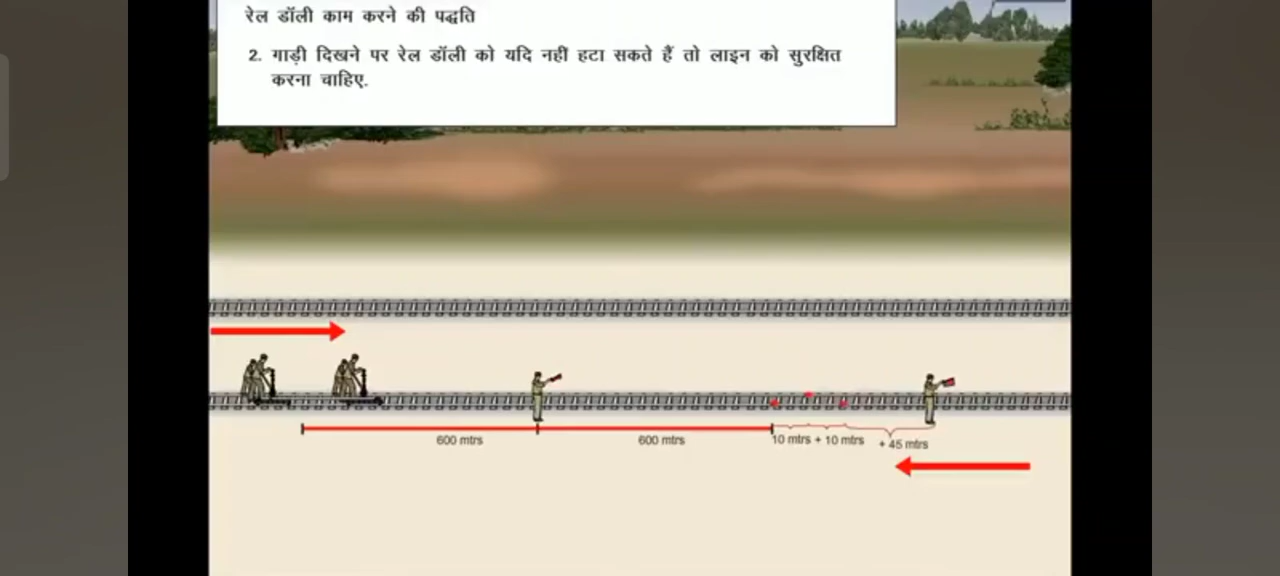 रेल डॉली काम करने की पद्धति
2. गाड़ी दिखने पर रेल डॉली को यदि नहीं हटा सकते हैं तो लाइन को सुरक्षित
करना चाहिए.
600 mtrs 600 mtrs 10 mtrs + 10 mtrs + 45 mtrs